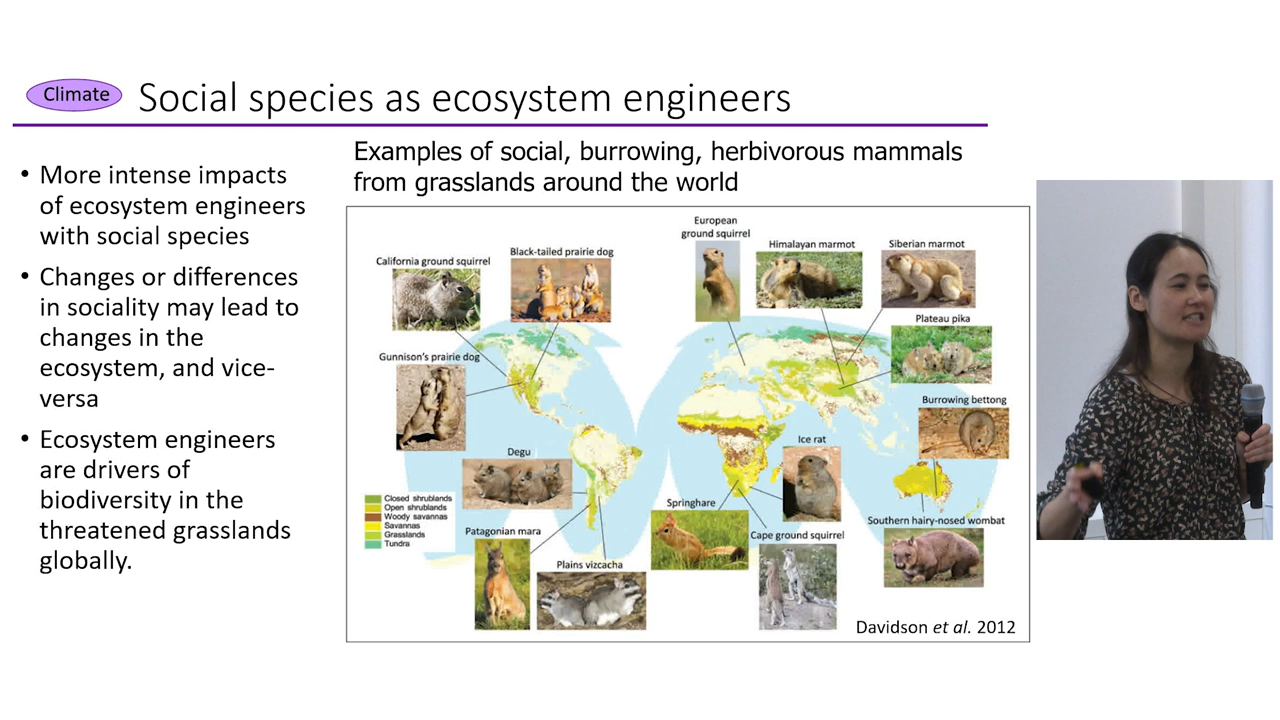 Climate
Social species as ecosystem engineers
• More intense impacts
of ecosystem engineers
with social species
• Changes or differences
in sociality may lead to
changes in the
ecosystem, and vice-
versa
• Ecosystem engineers
are drivers of
biodiversity in the
threatened grasslands
globally.
Examples of social, burrowing, herbivorous mammals
from grasslands around the world
California ground squirrel
Black-tailed prairie dog
European
ground squirrel
Himalayan marmot
Siberian marmot
Plateau pika
Gunnison's prairie dog
Burrowing bettong
Ice rat
Degu
Closed shrublands
Open shrublands
Woody savannas
Savannas
Grasslands
Tundra
Springhare
Southern hairy-nosed wombat
Patagonian mara
Cape ground squirrel
Plains vizcacha
Davidson et al. 2012